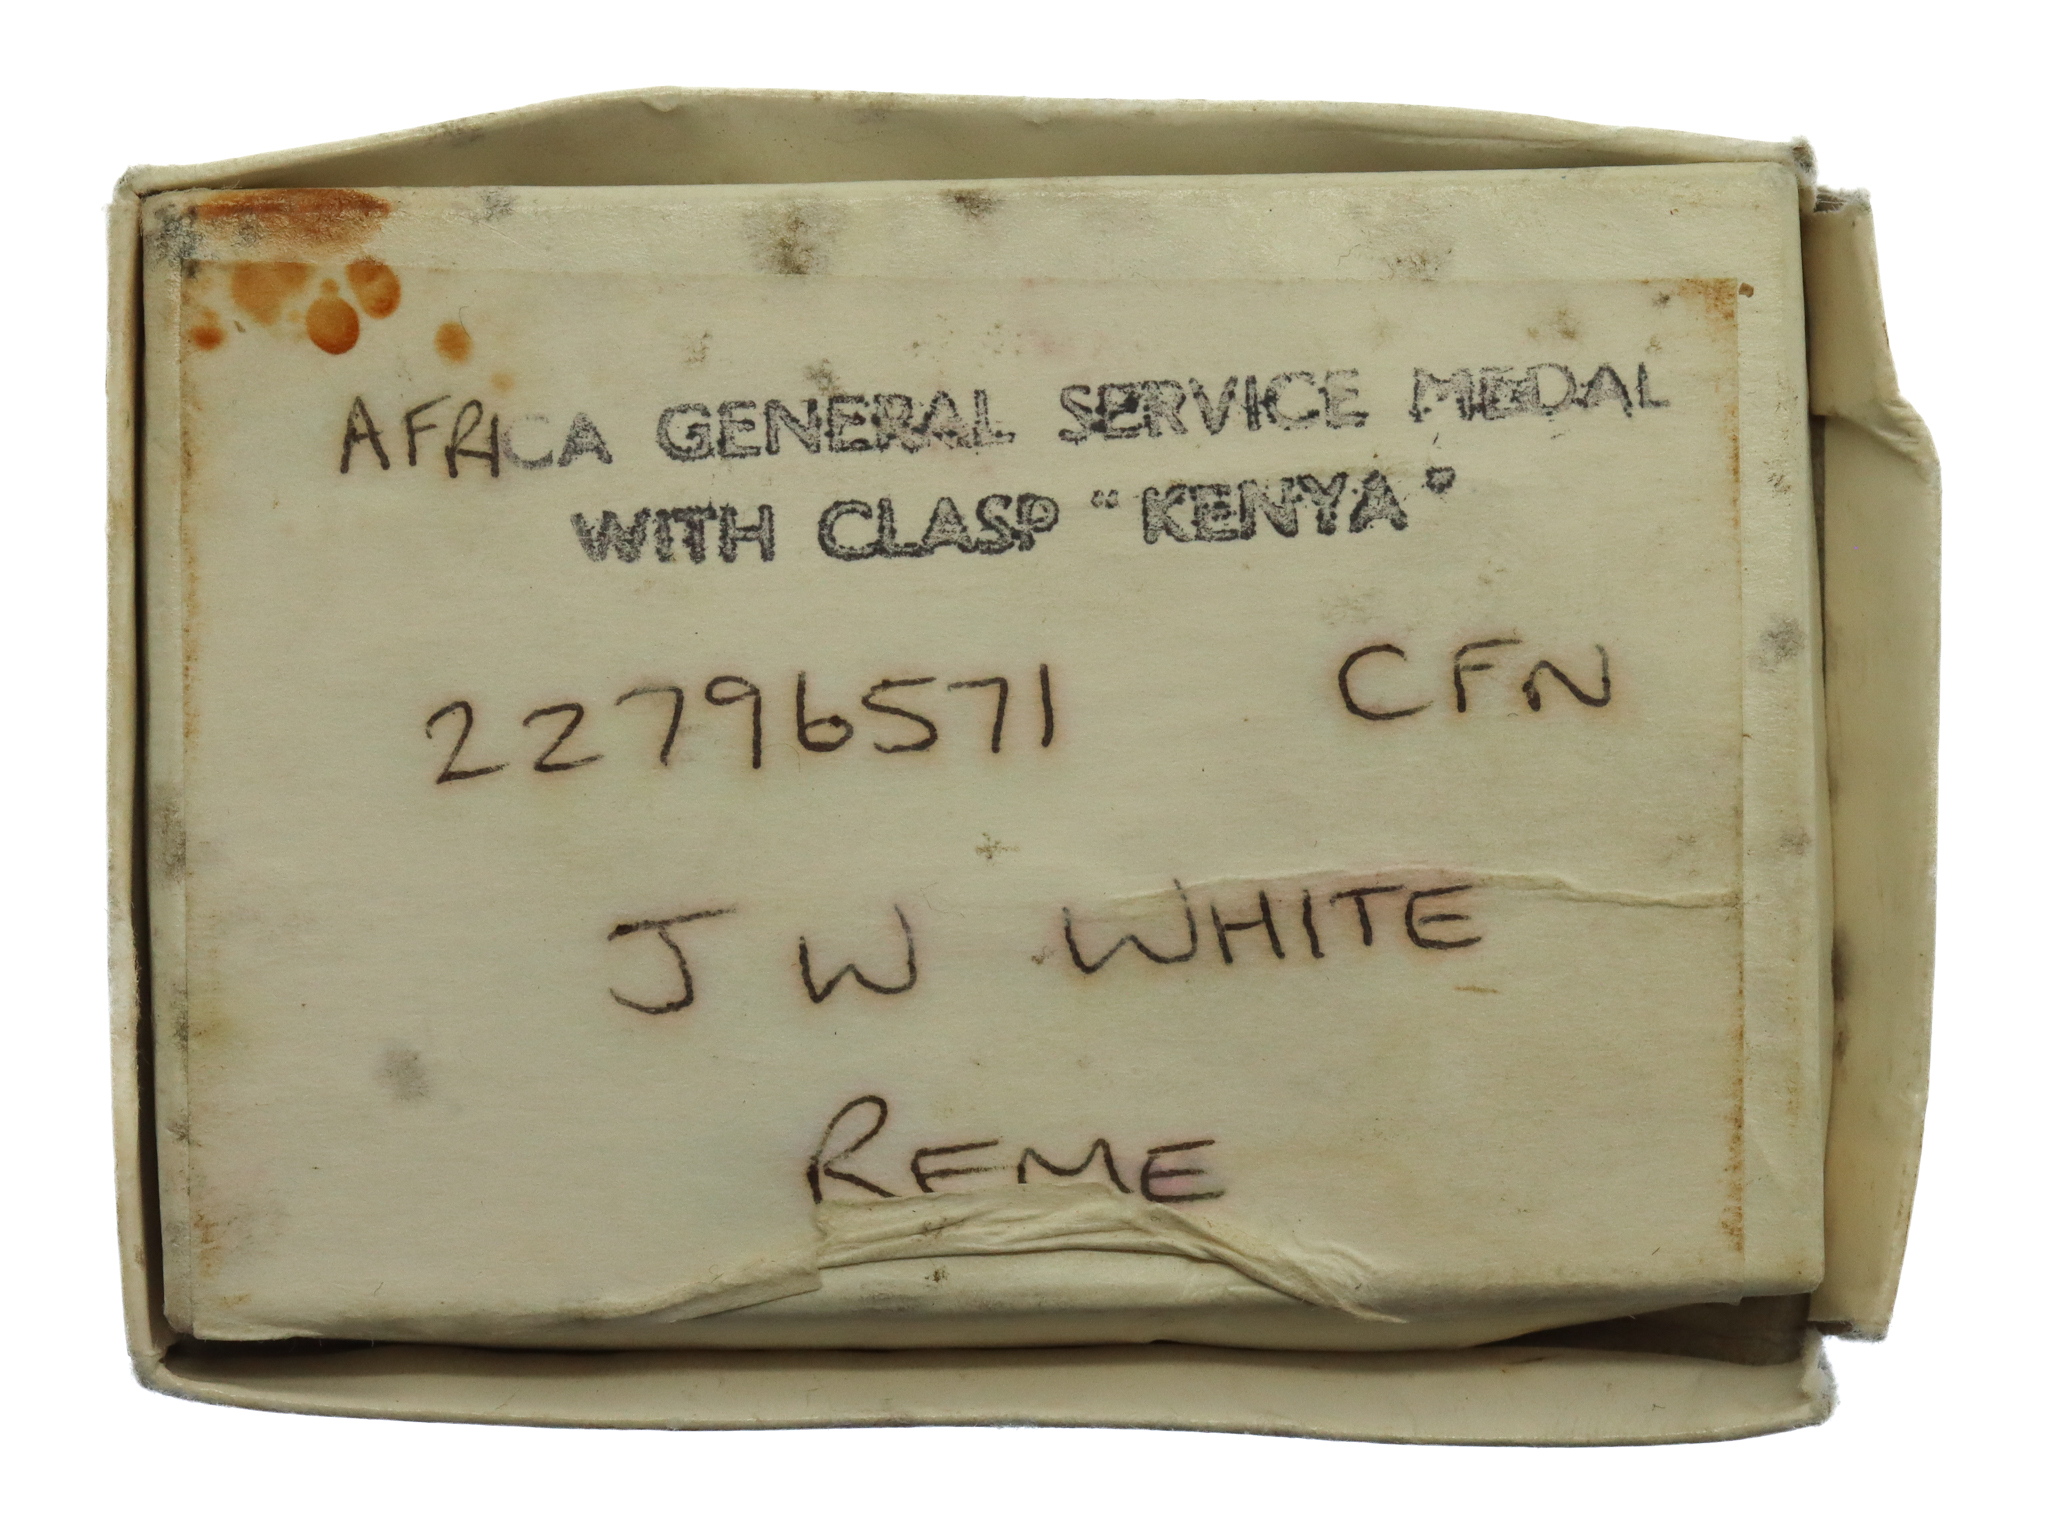 AFRICA GENERAL SERVICE MEDAL
WITH CLASP "KENYA"
22796571 CFN
J W WHITE
REME